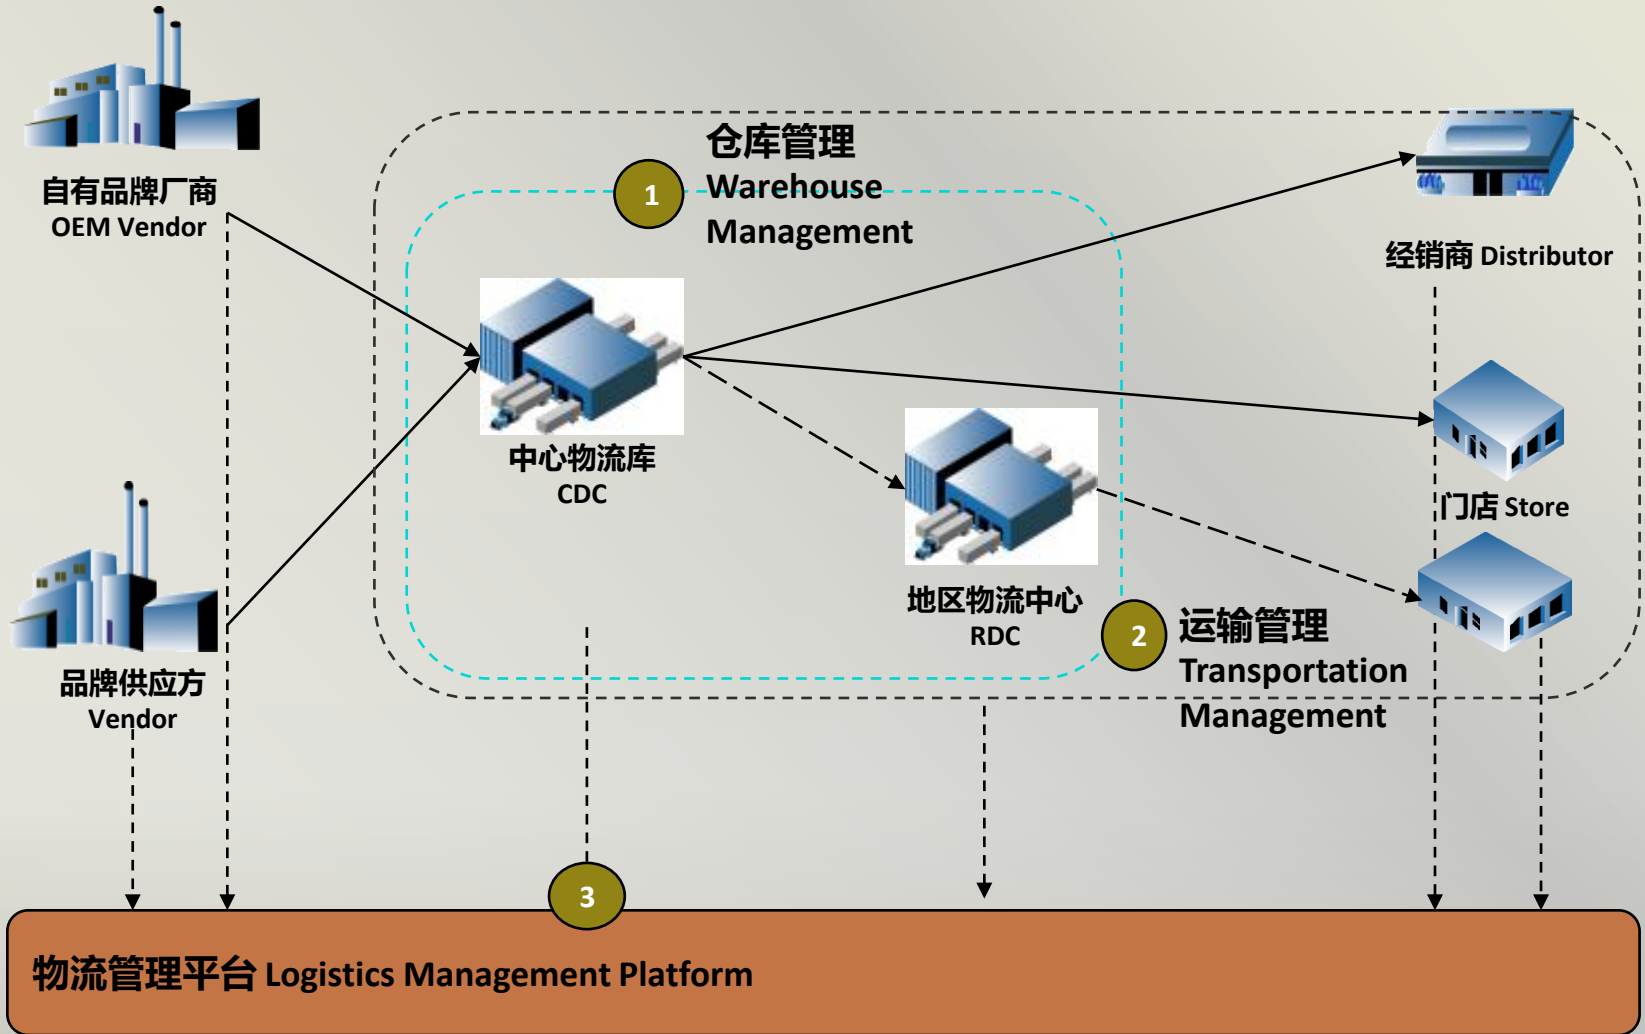 仓库管理
Warehouse
Management
1
自有品牌厂商
OEM Vendor
经销商 Distributor
中心物流库
CDC
门店 Store
地区物流中心
RDC
2
运输管理
Transportation
Management
品牌供应方
Vendor
3
物流管理平台 Logistics Management Platform